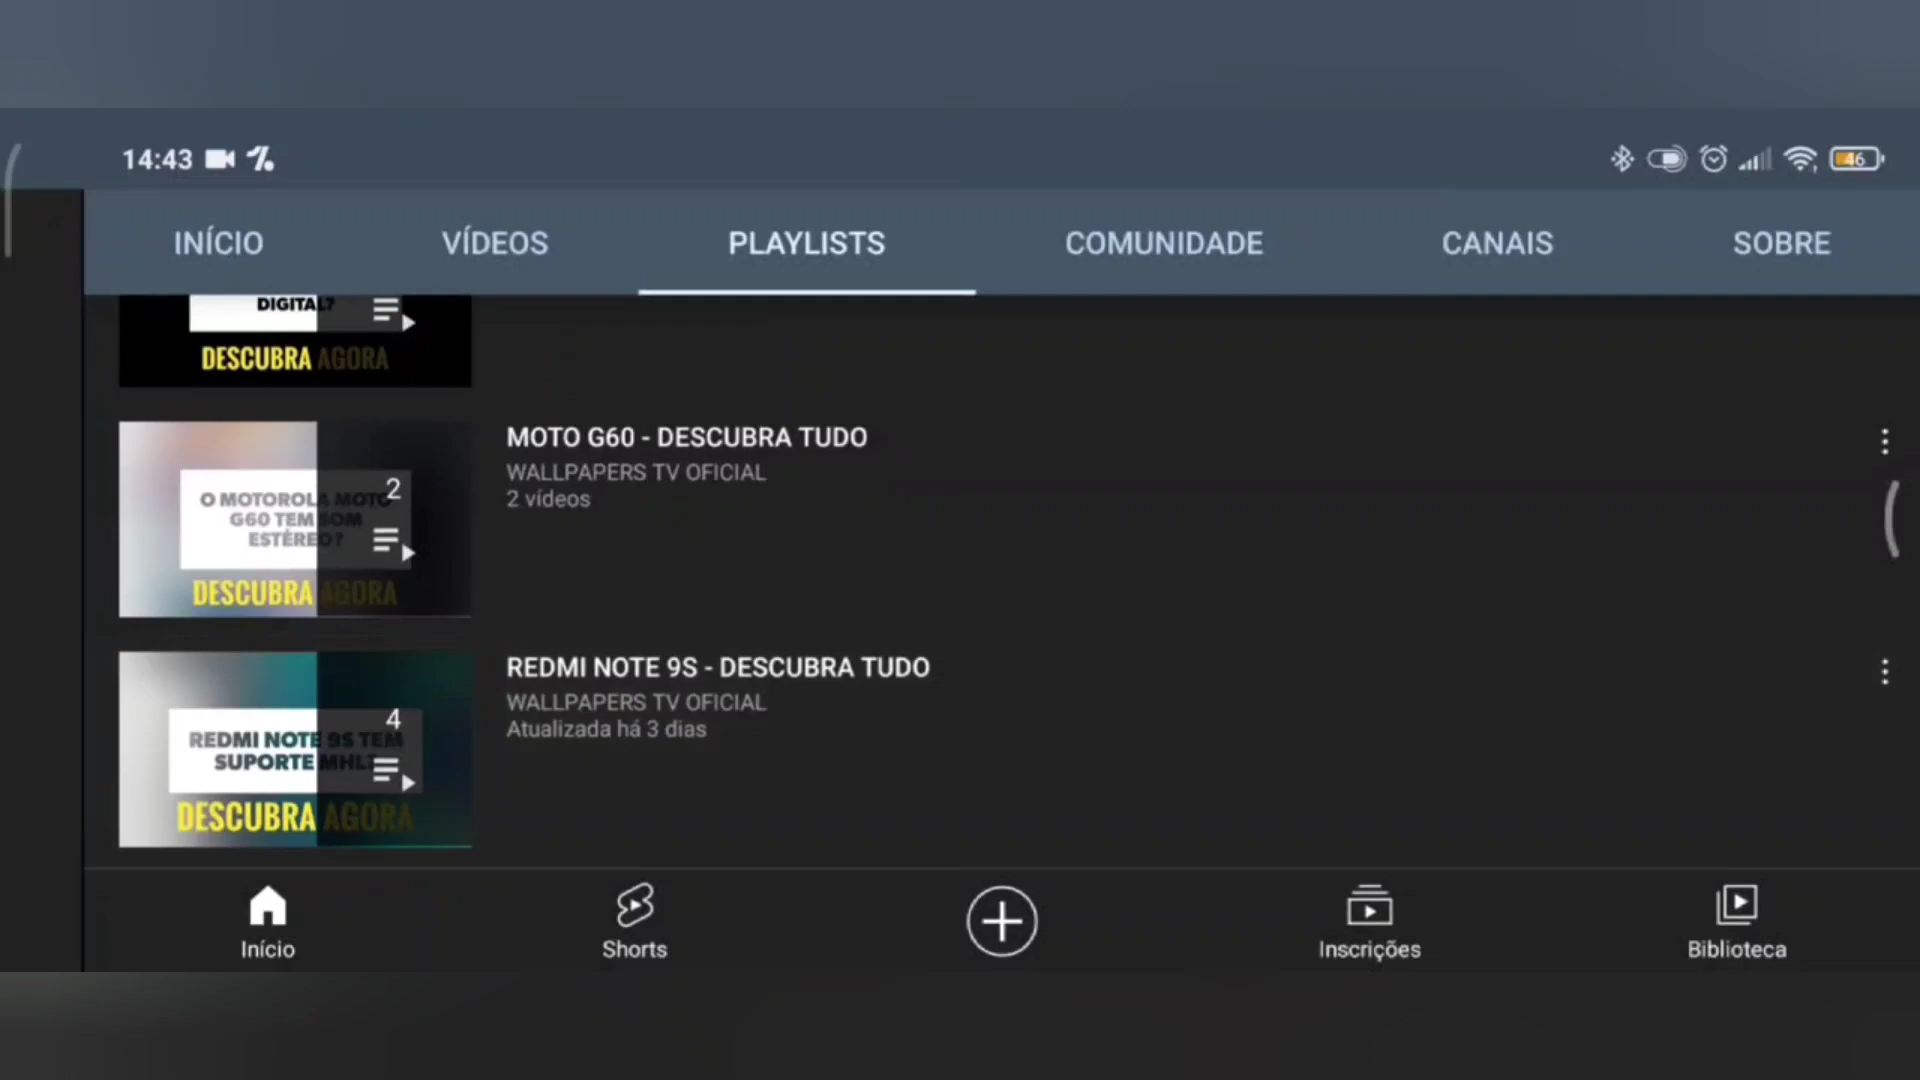 14:43
46
INÍCIO
VÍDEOS
PLAYLISTS
COMUNIDADE
CANAIS
SOBRE
DIGITAL?
DESCUBRA AGORA
MOTO G60 - DESCUBRA TUDO
WALLPAPERS TV OFICIAL
2 vídeos
2
O MOTOROLA MOTO
G60 TEM SOM
ESTÉREO?
DESCUBRA AGORA
REDMI NOTE 9S - DESCUBRA TUDO
WALLPAPERS TV OFICIAL
Atualizada há 3 dias
4
REDMI NOTE 9S TEM
SUPORTE MHL?
DESCUBRA AGORA
Início
Shorts
Inscrições
Biblioteca